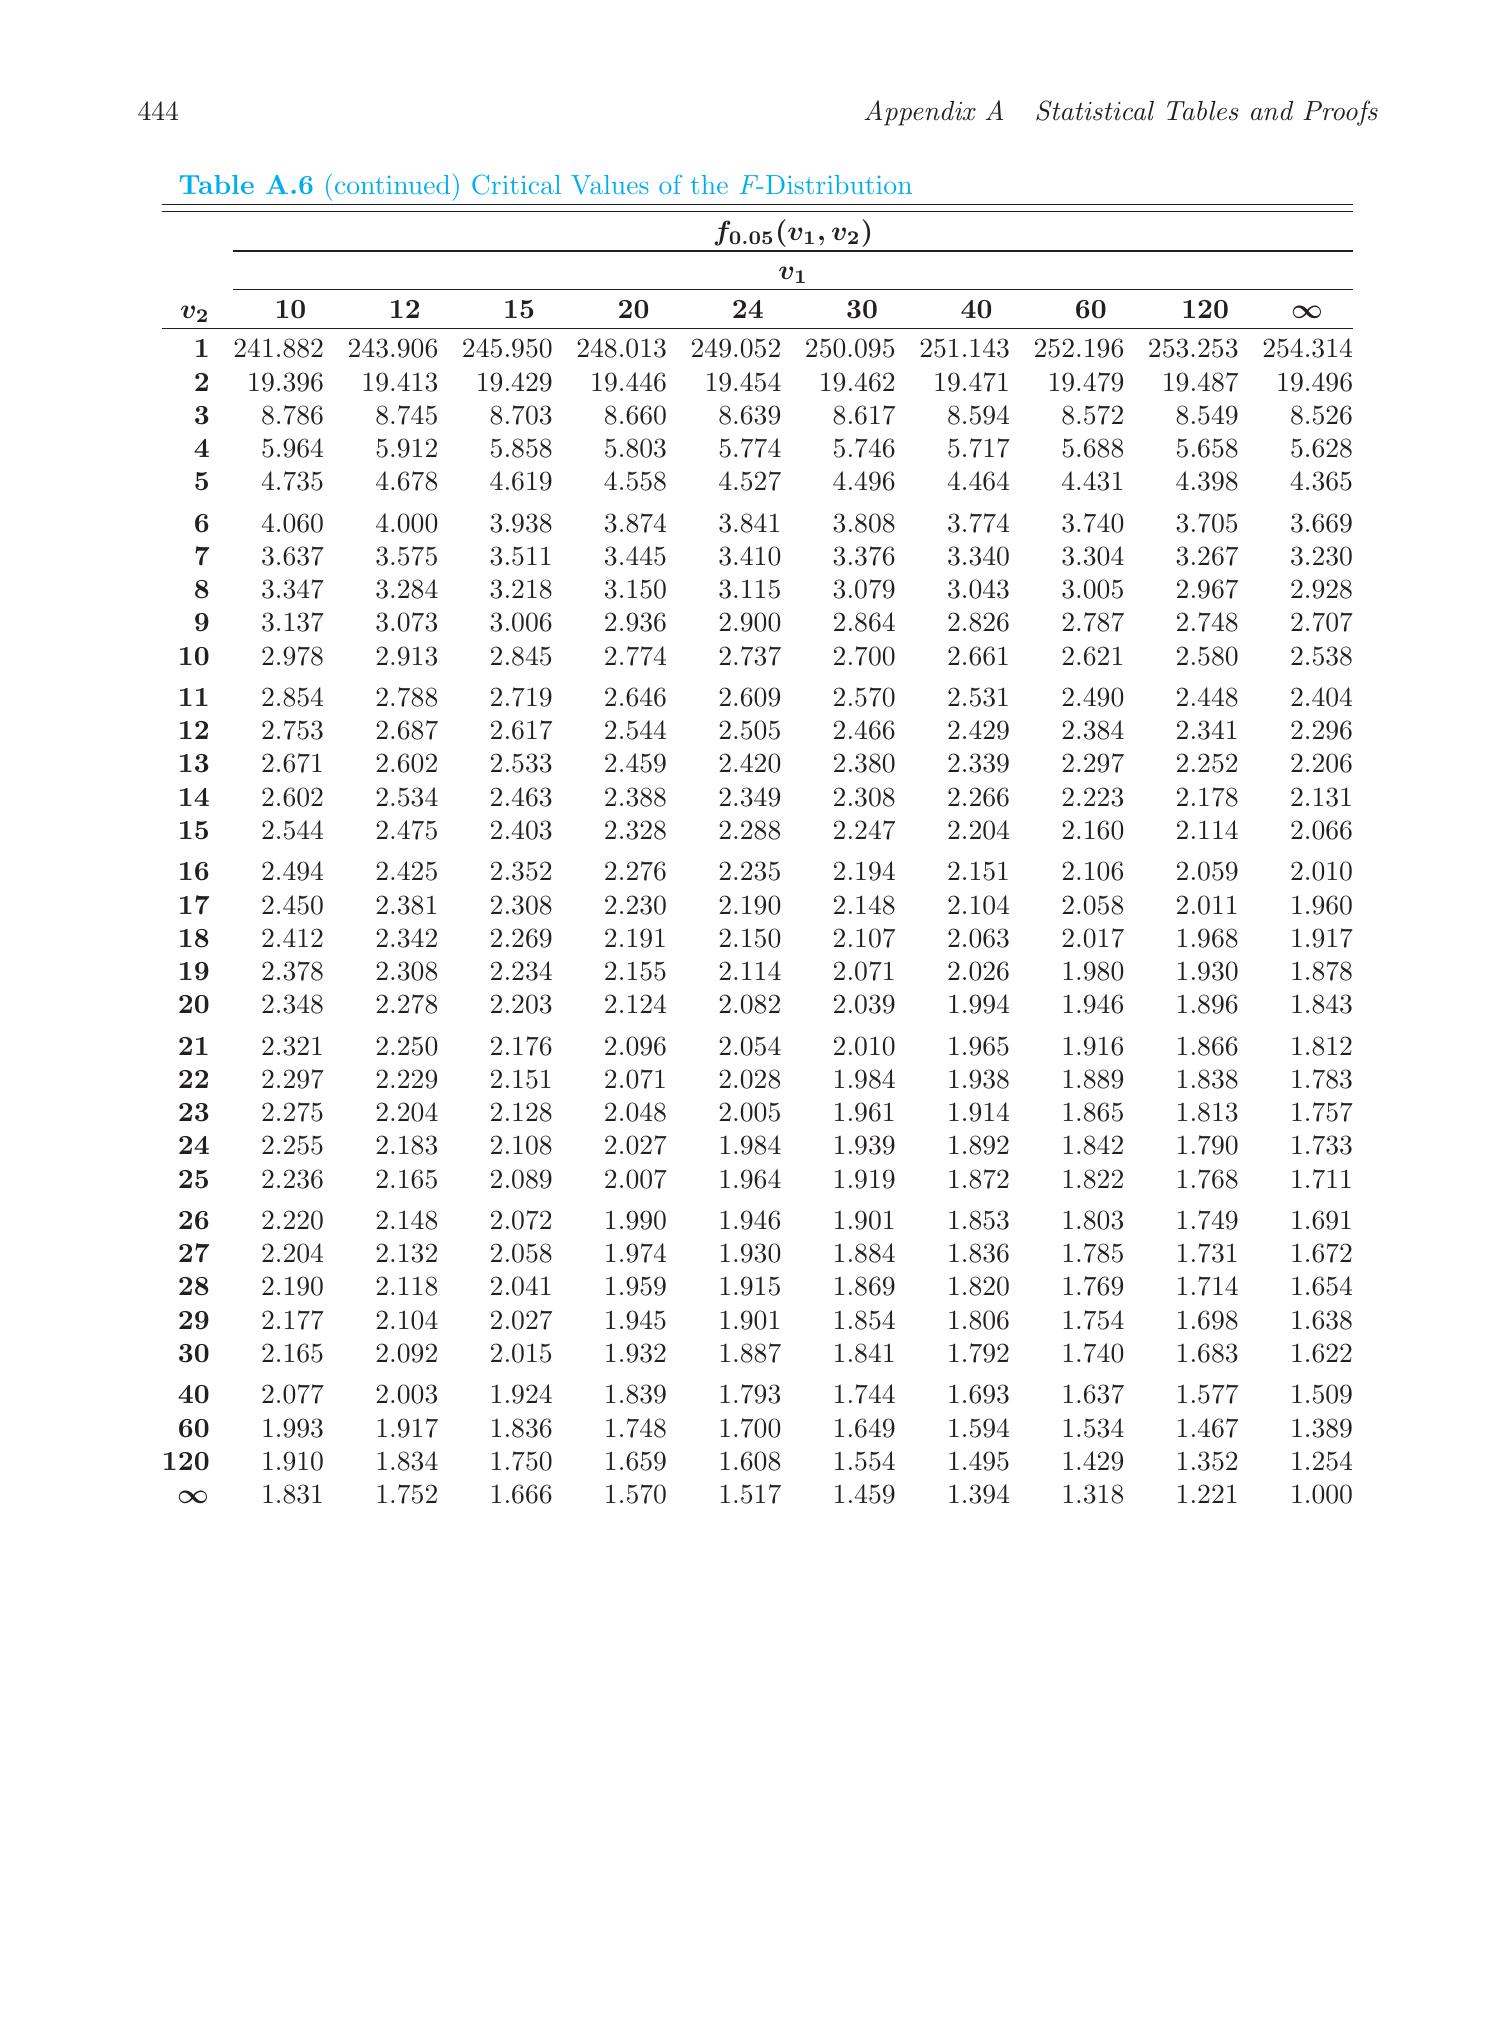 444 Appendix A Statistical Tables and Proofs
Table A.6 (continued) Critical Values of the F-Distribution
f0.05(v1, v2)
v1
v2 10 12 15 20 24 30 40 60 120 ∞
1 241.882 243.906 245.950 248.013 249.052 250.095 251.143 252.196 253.253 254.314
2 19.396 19.413 19.429 19.446 19.454 19.462 19.471 19.479 19.487 19.496
3 8.786 8.745 8.703 8.660 8.639 8.617 8.594 8.572 8.549 8.526
4 5.964 5.912 5.858 5.803 5.774 5.746 5.717 5.688 5.658 5.628
5 4.735 4.678 4.619 4.558 4.527 4.496 4.464 4.431 4.398 4.365
6 4.060 4.000 3.938 3.874 3.841 3.808 3.774 3.740 3.705 3.669
7 3.637 3.575 3.511 3.445 3.410 3.376 3.340 3.304 3.267 3.230
8 3.347 3.284 3.218 3.150 3.115 3.079 3.043 3.005 2.967 2.928
9 3.137 3.073 3.006 2.936 2.900 2.864 2.826 2.787 2.748 2.707
10 2.978 2.913 2.845 2.774 2.737 2.700 2.661 2.621 2.580 2.538
11 2.854 2.788 2.719 2.646 2.609 2.570 2.531 2.490 2.448 2.404
12 2.753 2.687 2.617 2.544 2.505 2.466 2.429 2.384 2.341 2.296
13 2.671 2.602 2.533 2.459 2.420 2.380 2.339 2.297 2.252 2.206
14 2.602 2.534 2.463 2.388 2.349 2.308 2.266 2.223 2.178 2.131
15 2.544 2.475 2.403 2.328 2.288 2.247 2.204 2.160 2.114 2.066
16 2.494 2.425 2.352 2.276 2.235 2.194 2.151 2.106 2.059 2.010
17 2.450 2.381 2.308 2.230 2.190 2.148 2.104 2.058 2.011 1.960
18 2.412 2.342 2.269 2.191 2.150 2.107 2.063 2.017 1.968 1.917
19 2.378 2.308 2.234 2.155 2.114 2.071 2.026 1.980 1.930 1.878
20 2.348 2.278 2.203 2.124 2.082 2.039 1.994 1.946 1.896 1.843
21 2.321 2.250 2.176 2.096 2.054 2.010 1.965 1.916 1.866 1.812
22 2.297 2.229 2.151 2.071 2.028 1.984 1.938 1.889 1.838 1.783
23 2.275 2.204 2.128 2.048 2.005 1.961 1.914 1.865 1.813 1.757
24 2.255 2.183 2.108 2.027 1.984 1.939 1.892 1.842 1.790 1.733
25 2.236 2.165 2.089 2.007 1.964 1.919 1.872 1.822 1.768 1.711
26 2.220 2.148 2.072 1.990 1.946 1.901 1.853 1.803 1.749 1.691
27 2.204 2.132 2.058 1.974 1.930 1.884 1.836 1.785 1.731 1.672
28 2.190 2.118 2.041 1.959 1.915 1.869 1.820 1.769 1.714 1.654
29 2.177 2.104 2.027 1.945 1.901 1.854 1.806 1.754 1.698 1.638
30 2.165 2.092 2.015 1.932 1.887 1.841 1.792 1.740 1.683 1.622
40 2.077 2.003 1.924 1.839 1.793 1.744 1.693 1.637 1.577 1.509
60 1.993 1.917 1.836 1.748 1.700 1.649 1.594 1.534 1.467 1.389
120 1.910 1.834 1.750 1.659 1.608 1.554 1.495 1.429 1.352 1.254
∞ 1.831 1.752 1.666 1.570 1.517 1.459 1.394 1.318 1.221 1.000